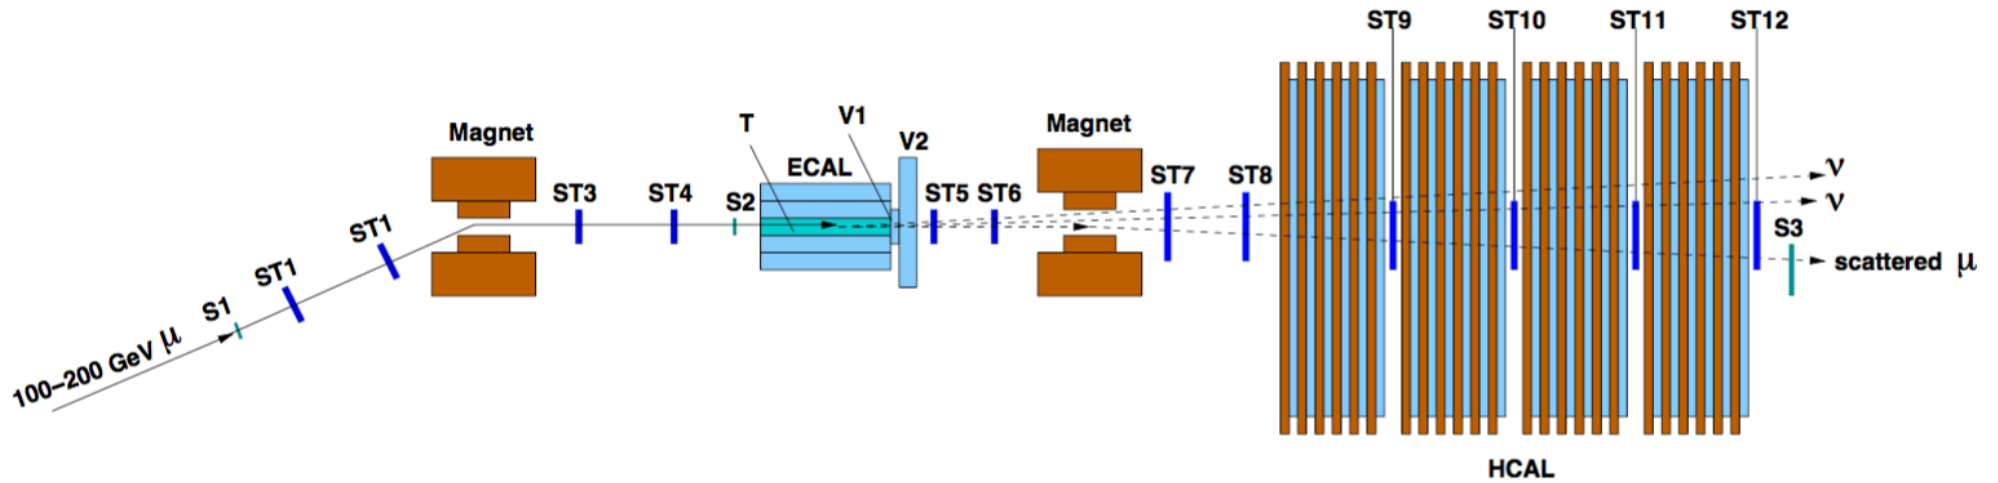 ST9 ST10 ST11 ST12
Magnet T V1 V2 Magnet
ECAL
ST3 ST4 S2 ST5 ST6 ST7 ST8
ν
ν
S3
ST1
ST1
S1
scattered μ
100–200 GeV μ
HCAL